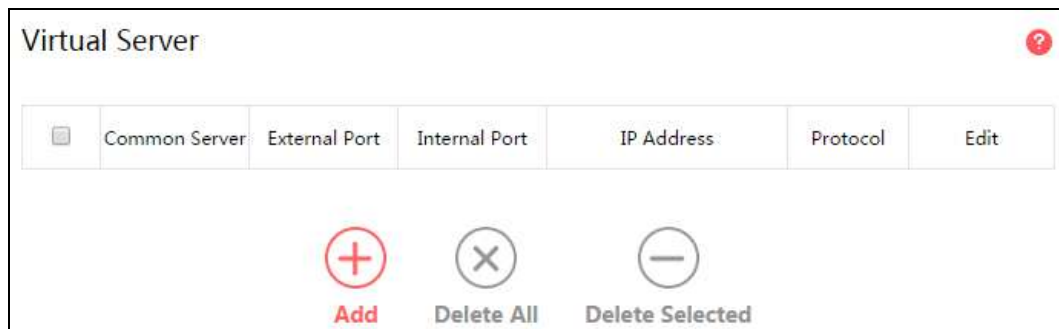 Virtual Server
?
Common Server External Port Internal Port IP Address Protocol Edit
Add Delete All Delete Selected